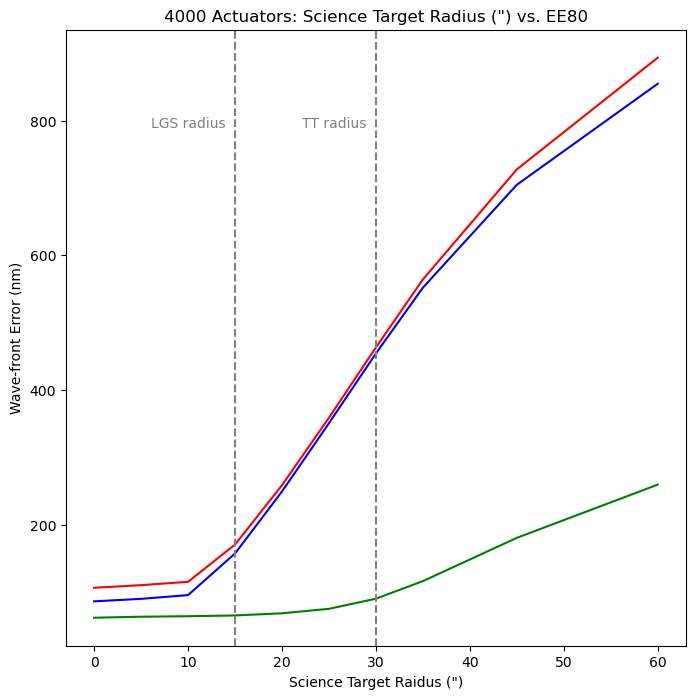 4000 Actuators: Science Target Radius (") vs. EE80
LGS radius
TT radius
Wave-front Error (nm)
800
600
400
200
0 10 20 30 40 50 60
Science Target Raidus (")